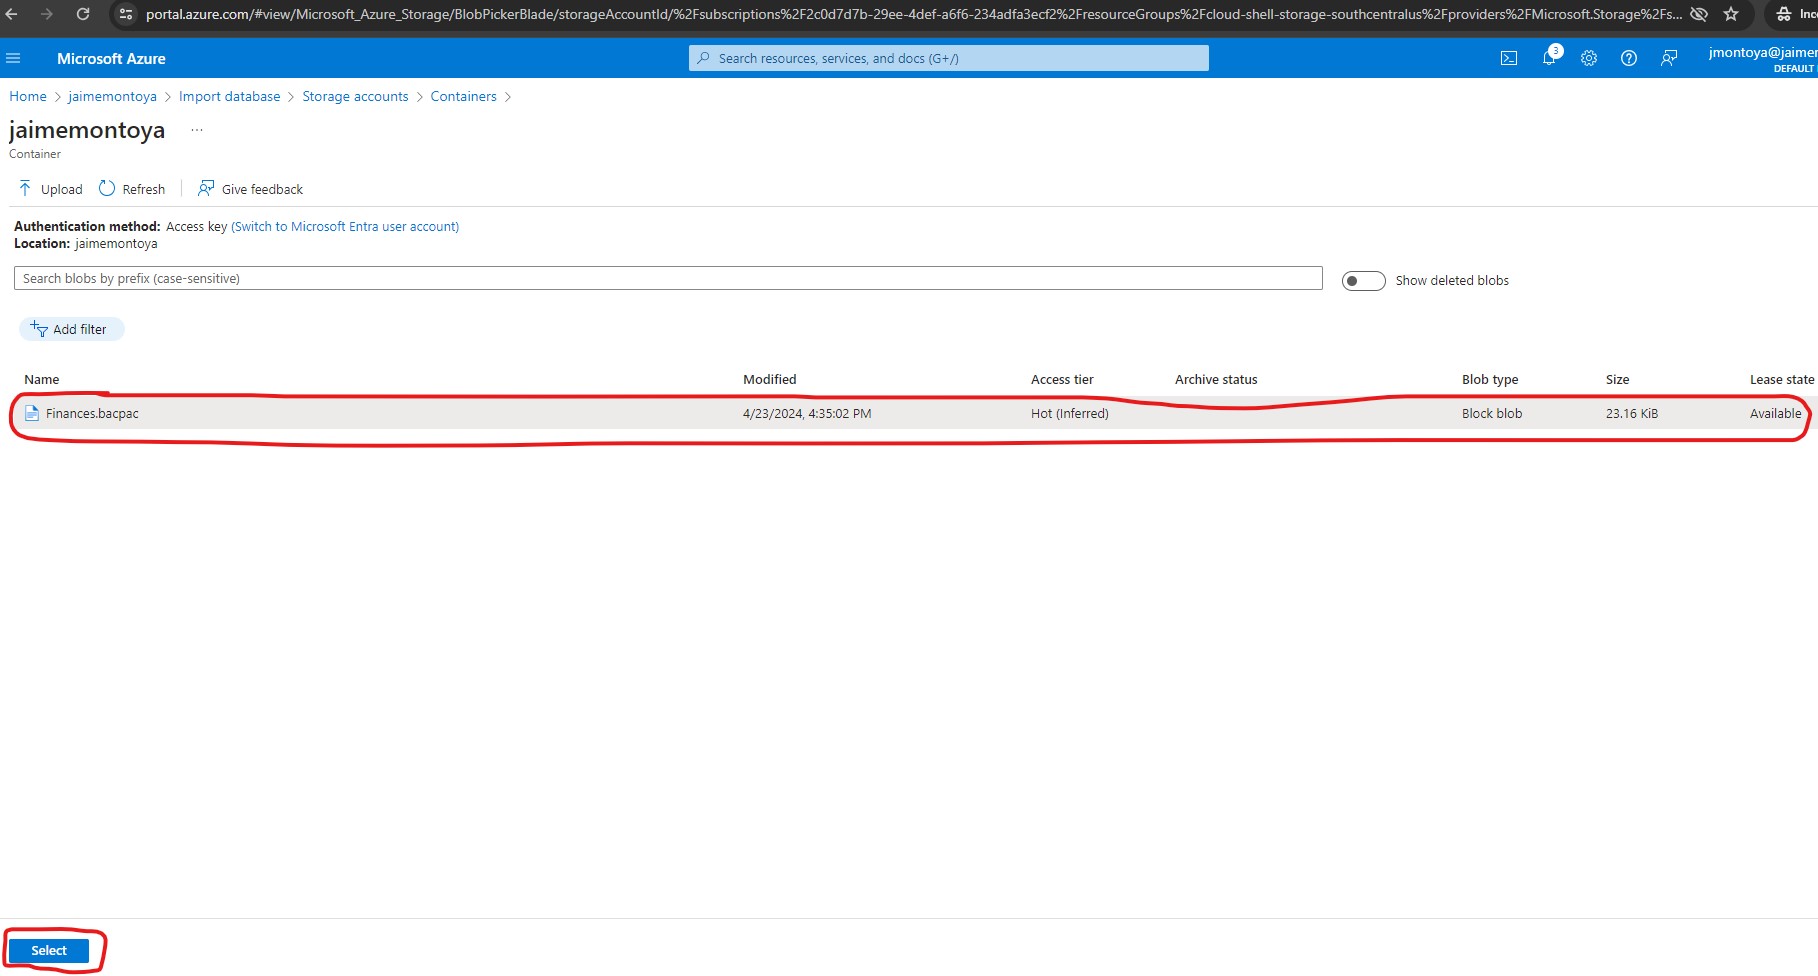 portal.azure.com/#view/Microsoft_Azure_Storage/BlobPickerBlade/storageAccountId/%2Fsubscriptions%2F2c0d7d7b-29ee-4def-a6f6-234adfa3ecf2%2FresourceGroups%2Fcloud-shell-storage-southcentralus%2Fproviders%2FMicrosoft.Storage%2Fs... Inc
Microsoft Azure
Search resources, services, and docs (G+/)
3
jmontoya@jaimer
DEFAULT
Home > jaimemontoya > Import database > Storage accounts > Containers >
jaimemontoya ...
Container
Upload Refresh Give feedback
Authentication method: Access key (Switch to Microsoft Entra user account)
Location: jaimemontoya
Search blobs by prefix (case-sensitive)
Show deleted blobs
Add filter
Name Modified Access tier Archive status Blob type Size Lease state
Finances.bacpac 4/23/2024, 4:35:02 PM Hot (Inferred) Block blob 23.16 KiB Available
Select